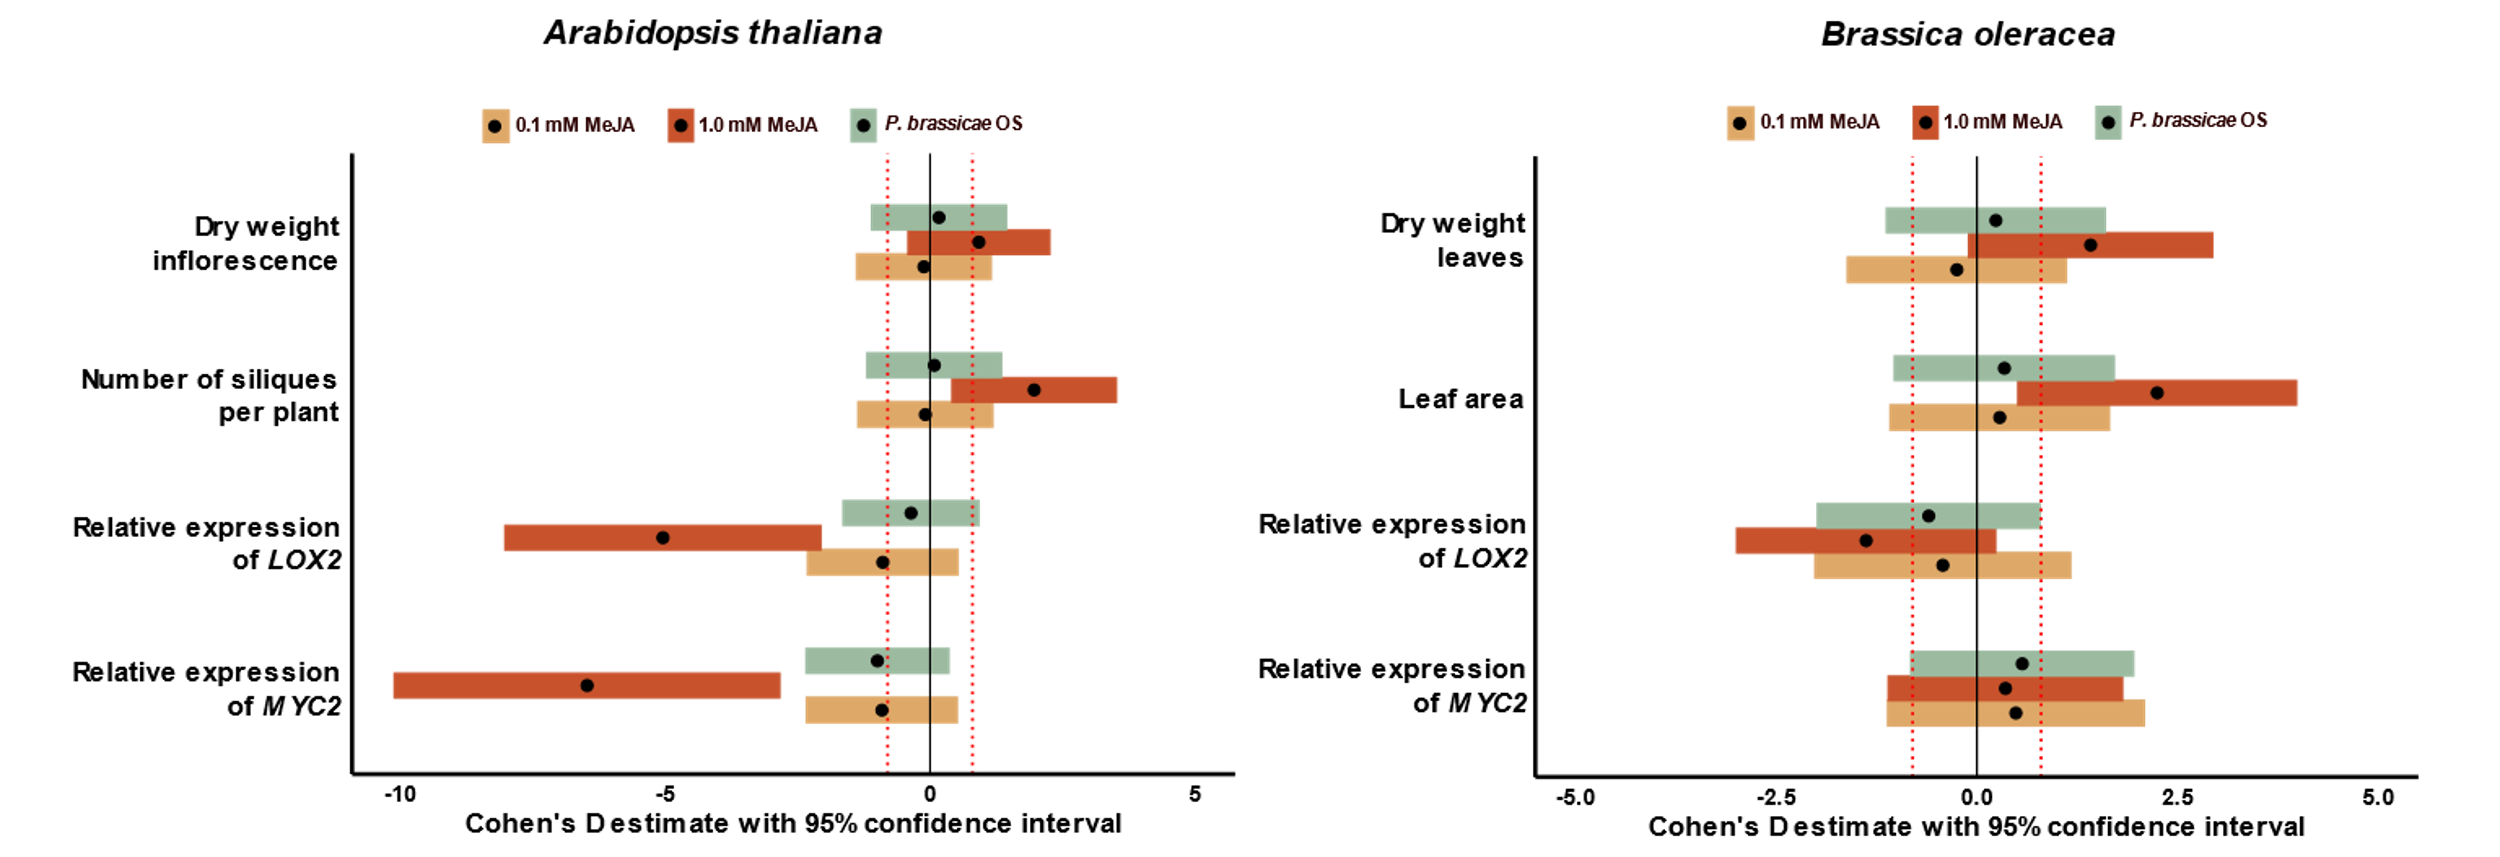 Arabidopsis thaliana
0.1 mM MeJA 1.0 mM MeJA P. brassicae OS
Dry weight
inflorescence
Number of siliques
per plant
Relative expression
of LOX2
Relative expression
of MYC2
-10 -5 0 5
Cohen's D estimate with 95% confidence interval
Brassica oleracea
0.1 mM MeJA 1.0 mM MeJA P. brassicae OS
Dry weight
leaves
Leaf area
Relative expression
of LOX2
Relative expression
of MYC2
-5.0 -2.5 0.0 2.5 5.0
Cohen's D estimate with 95% confidence interval